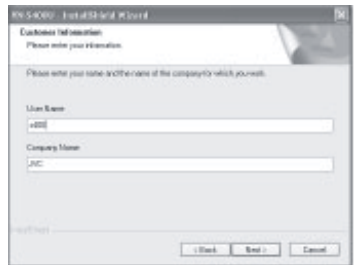 InstallShield Wizard
Customer Information
Please enter your information.
Please enter your name and the name of the company for which you work.
User Name
Company Name
JVC
< Back Next > Cancel